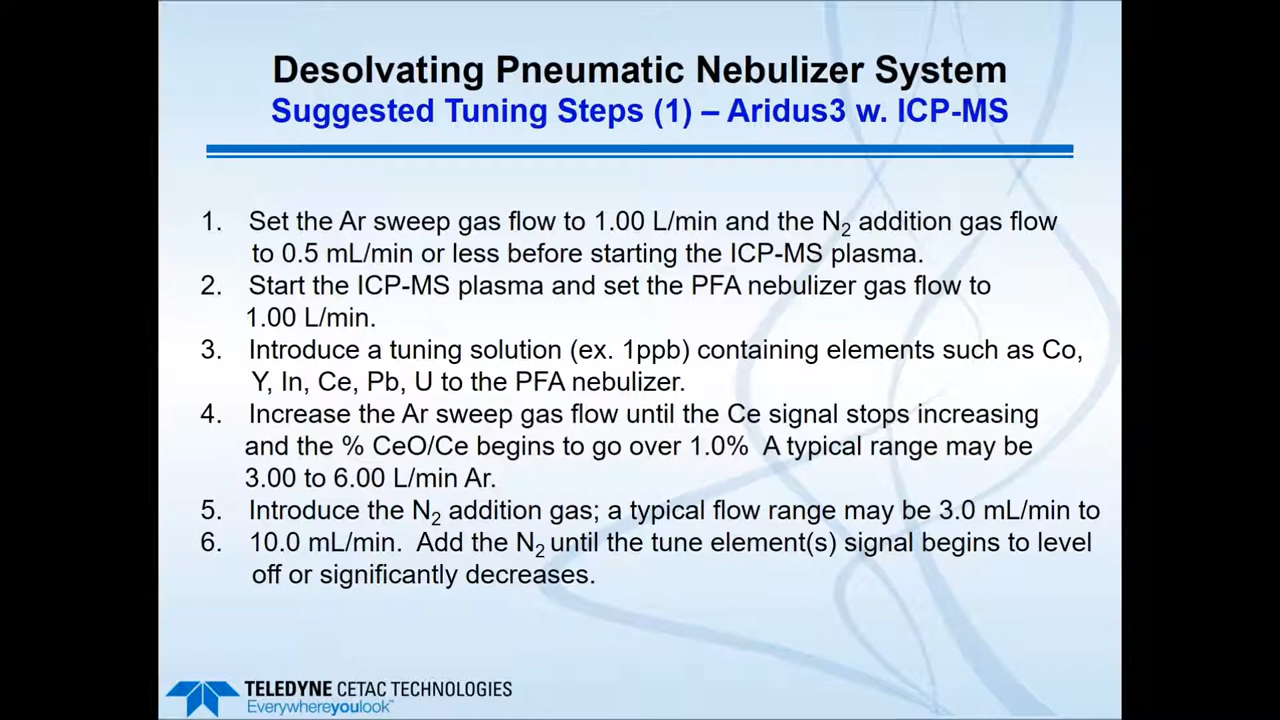 Desolvating Pneumatic Nebulizer System
Suggested Tuning Steps (1) – Aridus3 w. ICP-MS
1. Set the Ar sweep gas flow to 1.00 L/min and the N2 addition gas flow
to 0.5 mL/min or less before starting the ICP-MS plasma.
2. Start the ICP-MS plasma and set the PFA nebulizer gas flow to
1.00 L/min.
3. Introduce a tuning solution (ex. 1ppb) containing elements such as Co,
Y, In, Ce, Pb, U to the PFA nebulizer.
4. Increase the Ar sweep gas flow until the Ce signal stops increasing
and the % CeO/Ce begins to go over 1.0% A typical range may be
3.00 to 6.00 L/min Ar.
5. Introduce the N2 addition gas; a typical flow range may be 3.0 mL/min to
6. 10.0 mL/min. Add the N2 until the tune element(s) signal begins to level
off or significantly decreases.
TELEDYNE CETAC TECHNOLOGIES
Everywhereyoulook™